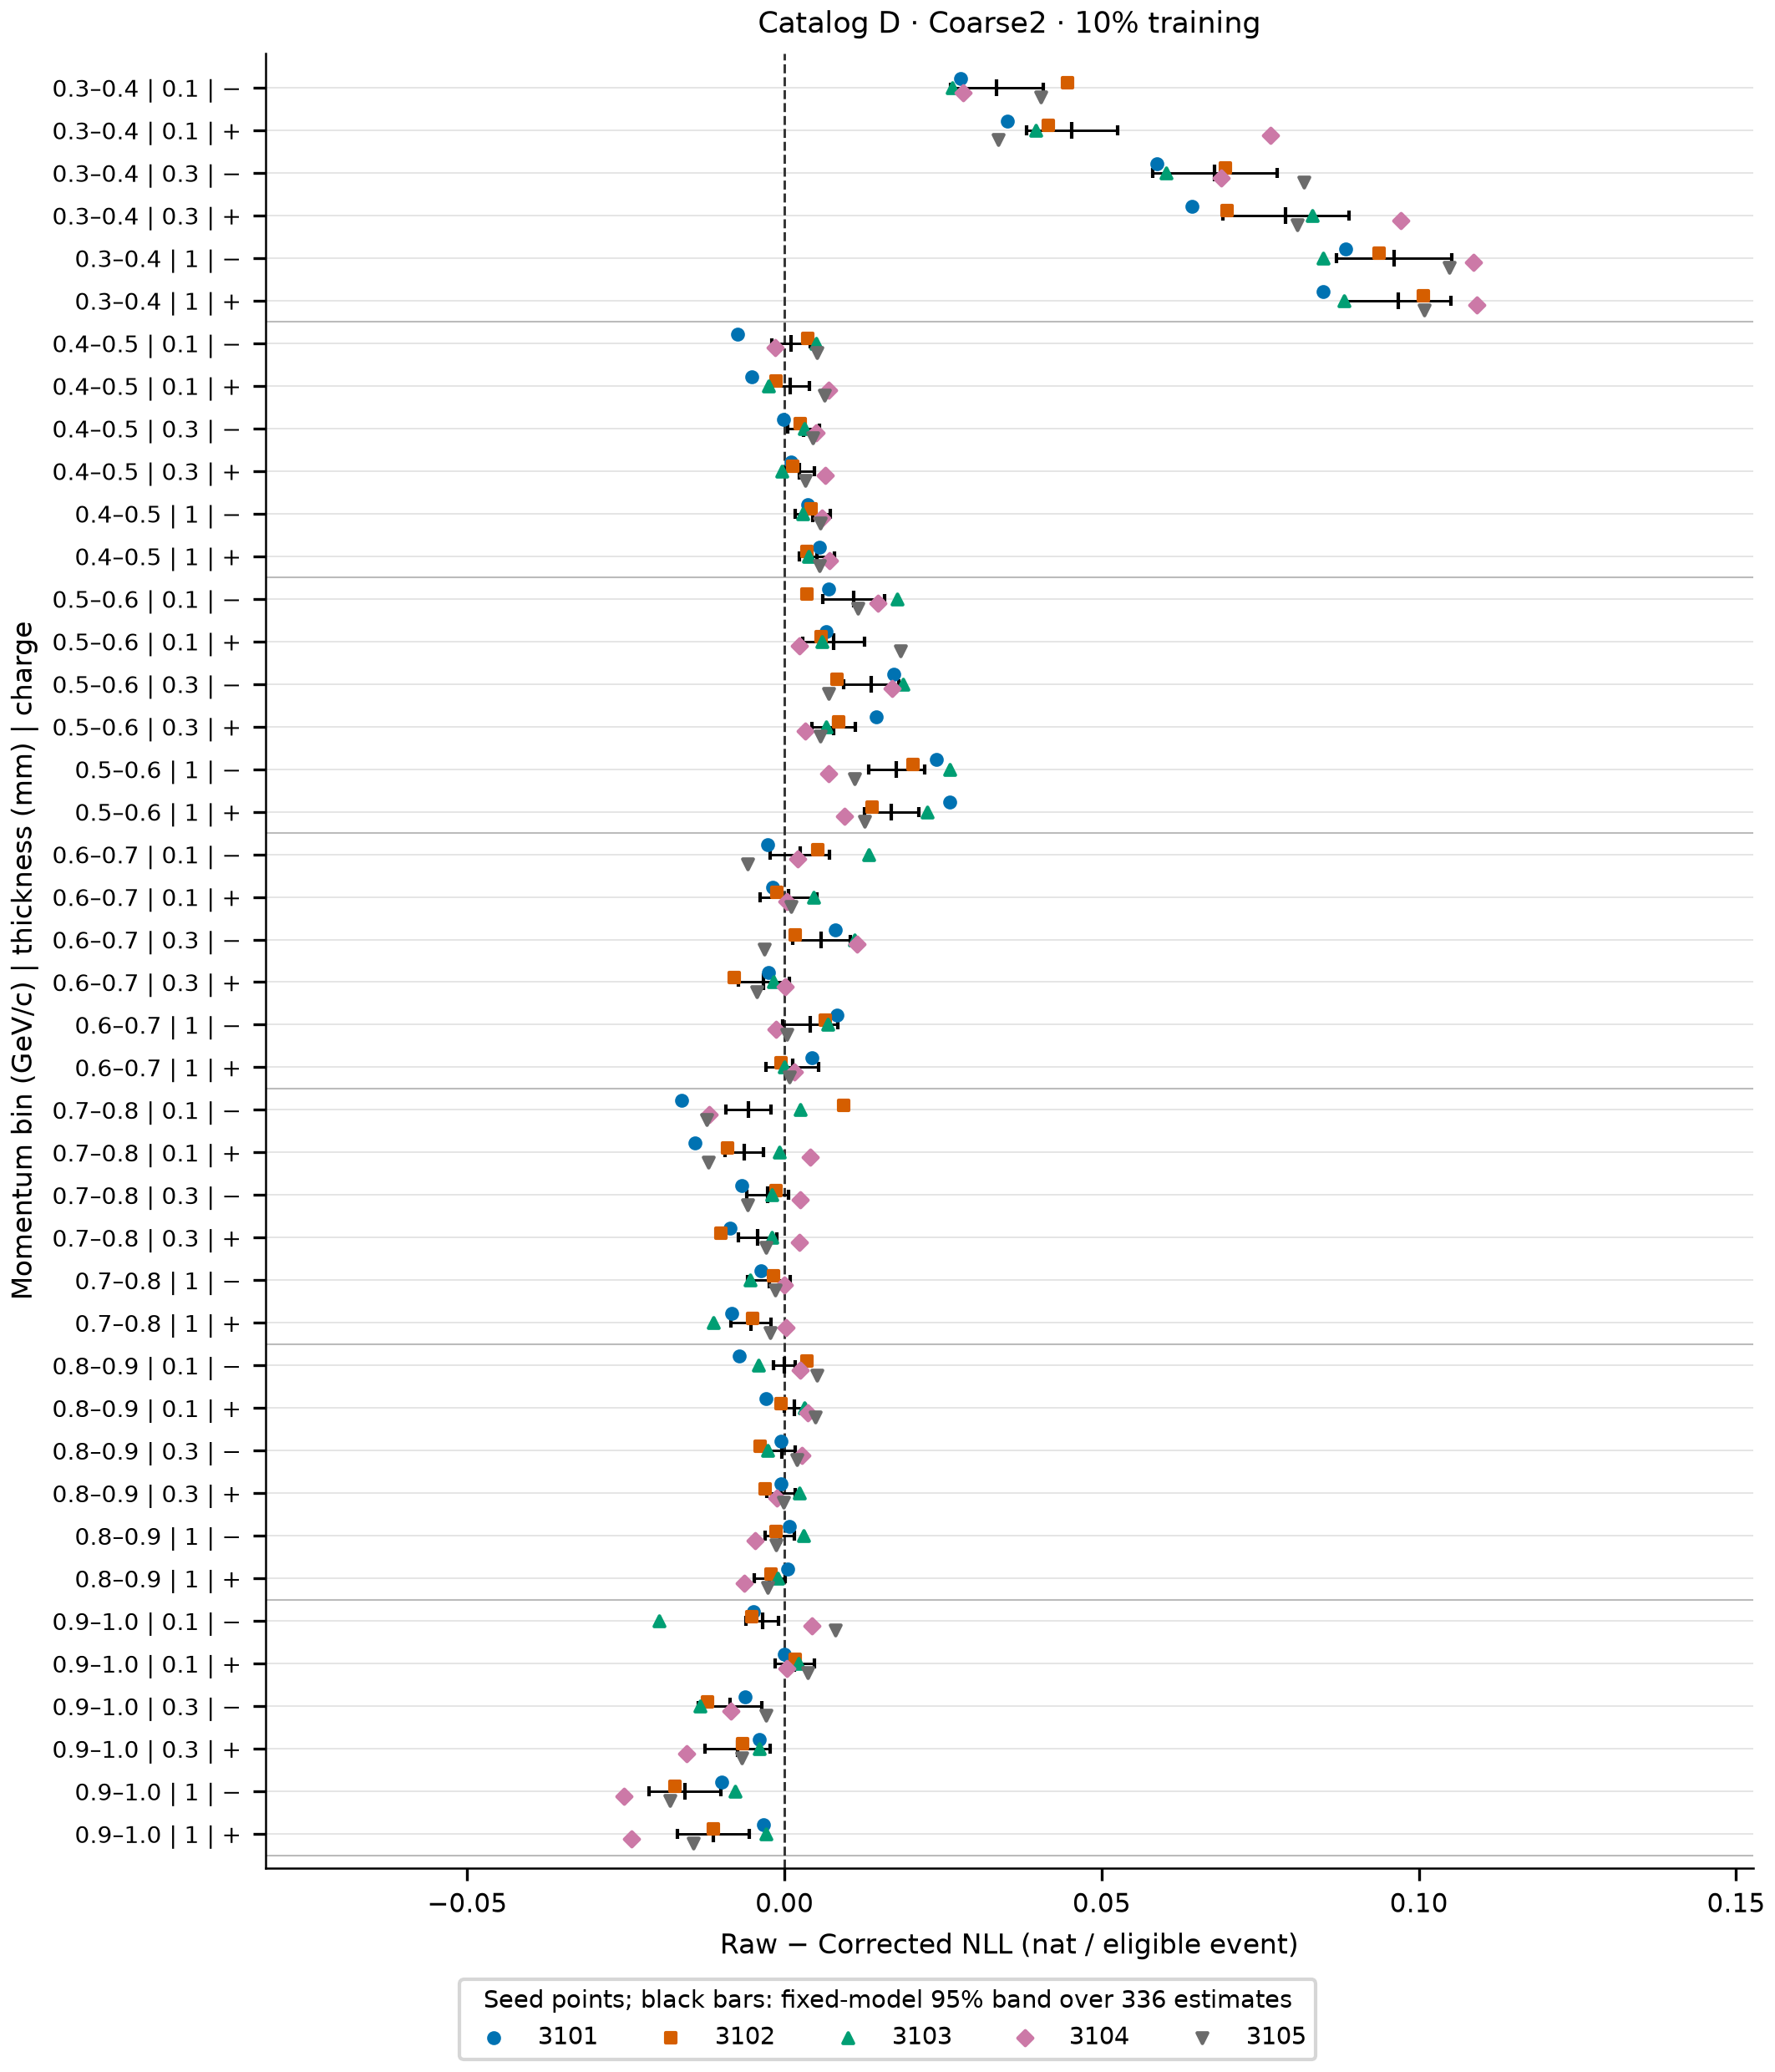 Catalog D · Coarse2 · 10% training
Momentum bin (GeV/c) | thickness (mm) | charge
0.3–0.4 | 0.1 | −
0.3–0.4 | 0.1 | +
0.3–0.4 | 0.3 | −
0.3–0.4 | 0.3 | +
0.3–0.4 | 1 | −
0.3–0.4 | 1 | +
0.4–0.5 | 0.1 | −
0.4–0.5 | 0.1 | +
0.4–0.5 | 0.3 | −
0.4–0.5 | 0.3 | +
0.4–0.5 | 1 | −
0.4–0.5 | 1 | +
0.5–0.6 | 0.1 | −
0.5–0.6 | 0.1 | +
0.5–0.6 | 0.3 | −
0.5–0.6 | 0.3 | +
0.5–0.6 | 1 | −
0.5–0.6 | 1 | +
0.6–0.7 | 0.1 | −
0.6–0.7 | 0.1 | +
0.6–0.7 | 0.3 | −
0.6–0.7 | 0.3 | +
0.6–0.7 | 1 | −
0.6–0.7 | 1 | +
0.7–0.8 | 0.1 | −
0.7–0.8 | 0.1 | +
0.7–0.8 | 0.3 | −
0.7–0.8 | 0.3 | +
0.7–0.8 | 1 | −
0.7–0.8 | 1 | +
0.8–0.9 | 0.1 | −
0.8–0.9 | 0.1 | +
0.8–0.9 | 0.3 | −
0.8–0.9 | 0.3 | +
0.8–0.9 | 1 | −
0.8–0.9 | 1 | +
0.9–1.0 | 0.1 | −
0.9–1.0 | 0.1 | +
0.9–1.0 | 0.3 | −
0.9–1.0 | 0.3 | +
0.9–1.0 | 1 | −
0.9–1.0 | 1 | +
−0.05 0.00 0.05 0.10 0.15
Raw − Corrected NLL (nat / eligible event)
Seed points; black bars: fixed-model 95% band over 336 estimates
3101 3102 3103 3104 3105